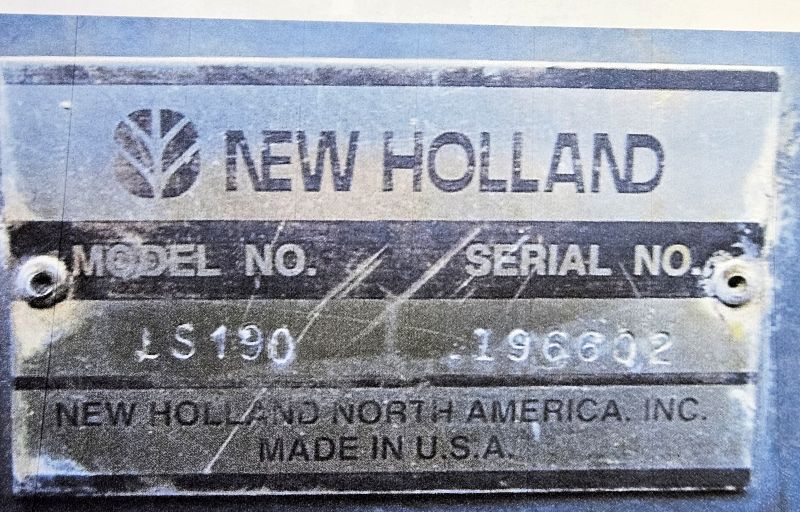 NEW HOLLAND
MODEL NO. SERIAL NO.
LS190 196602
NEW HOLLAND NORTH AMERICA. INC.
MADE IN U.S.A.